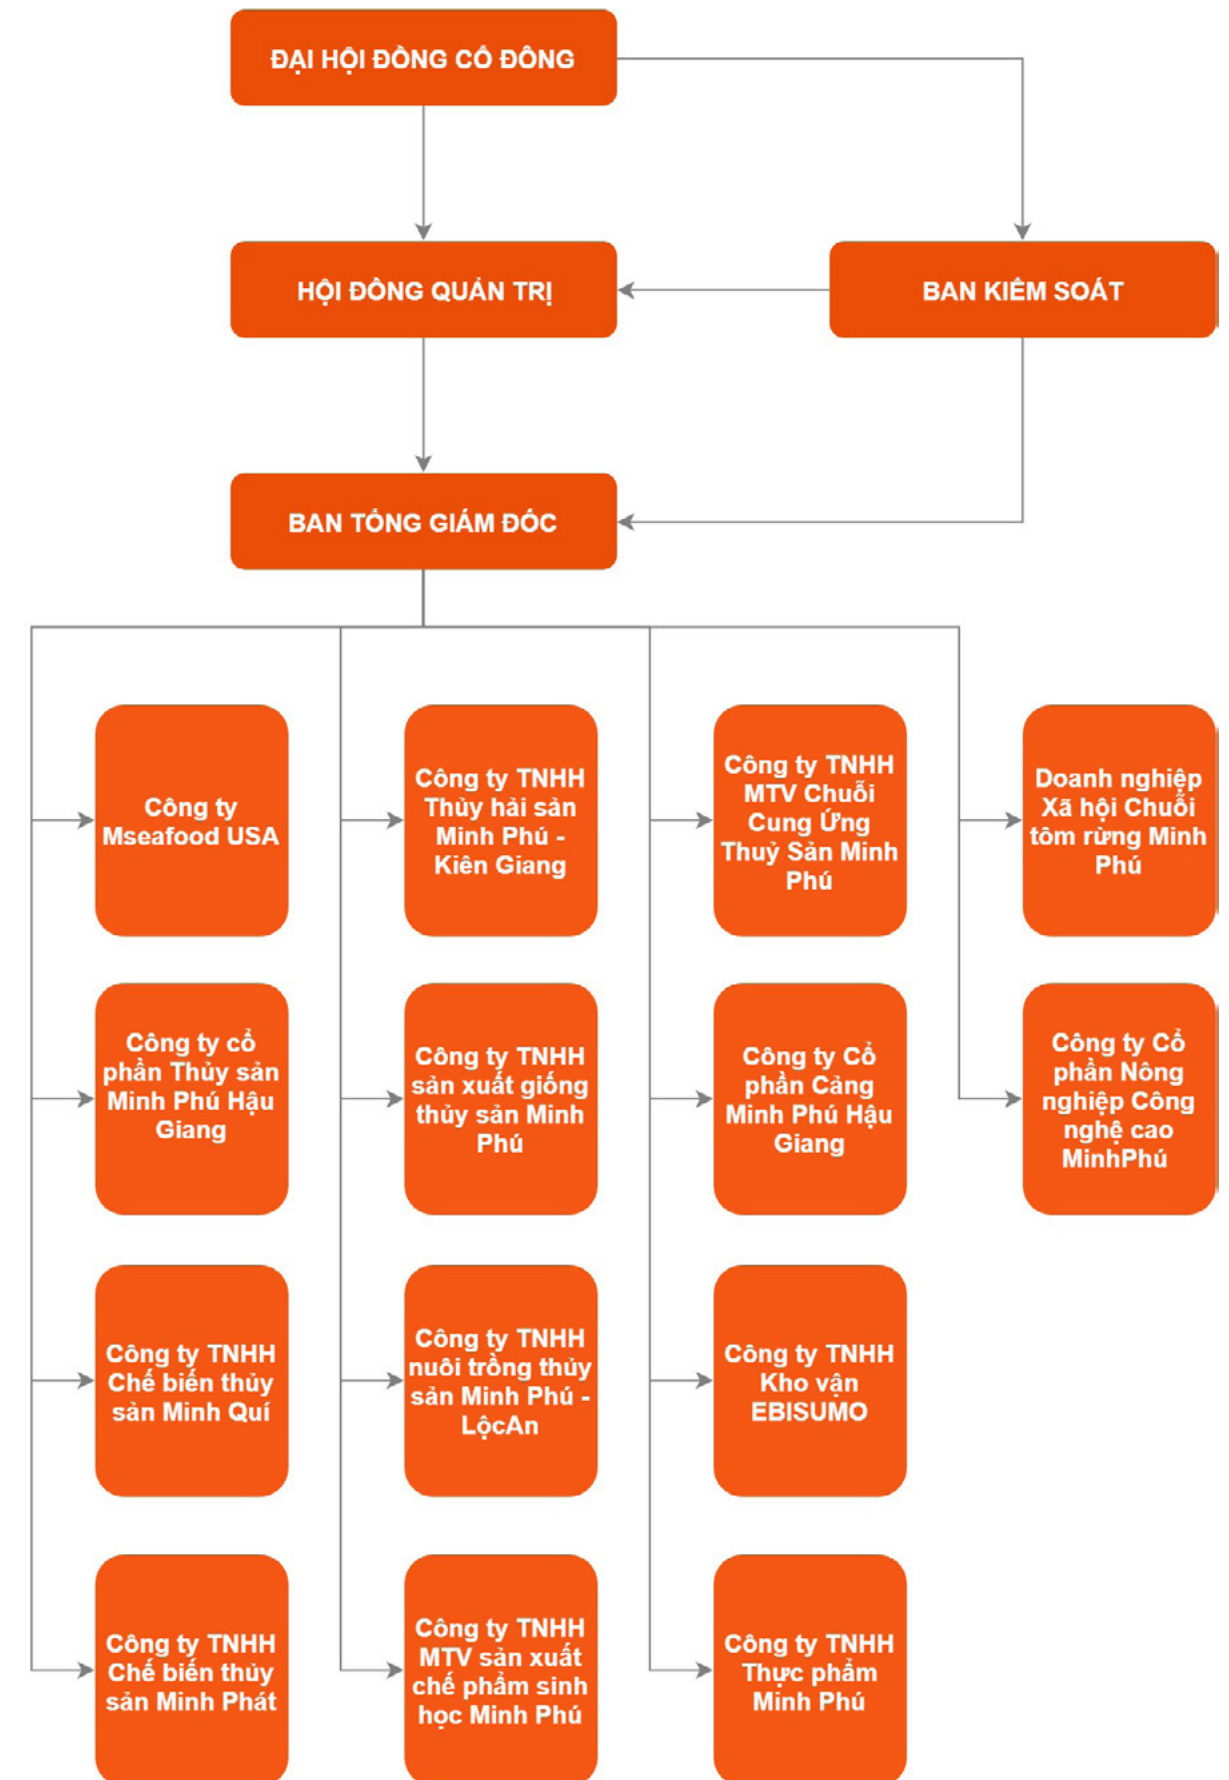 ĐẠI HỘI ĐỒNG CỔ ĐÔNG
HỘI ĐỒNG QUẢN TRỊ
BAN KIỂM SOÁT
BAN TỔNG GIÁM ĐỐC
Công ty
Mseafood USA
Công ty TNHH
Thủy hải sản
Minh Phú -
Kiên Giang
Công ty TNHH
MTV Chuỗi
Cung Ứng
Thuỷ Sản Minh
Phú
Doanh nghiệp
Xã hội Chuỗi
tôm rừng Minh
Phú
Công ty cổ
phần Thủy sản
Minh Phú Hậu
Giang
Công ty TNHH
sản xuất giống
thủy sản Minh
Phú
Công ty Cổ
phần Cảng
Minh Phú Hậu
Giang
Công ty Cổ
phần Nông
nghiệp Công
nghệ cao
MinhPhú
Công ty TNHH
Chế biến thủy
sản Minh Quí
Công ty TNHH
nuôi trồng thủy
sản Minh Phú -
LộcAn
Công ty TNHH
Kho vận
EBISUMO
Công ty TNHH
Chế biến thủy
sản Minh Phát
Công ty TNHH
MTV sản xuất
chế phẩm sinh
học Minh Phú
Công ty TNHH
Thực phẩm
Minh Phú